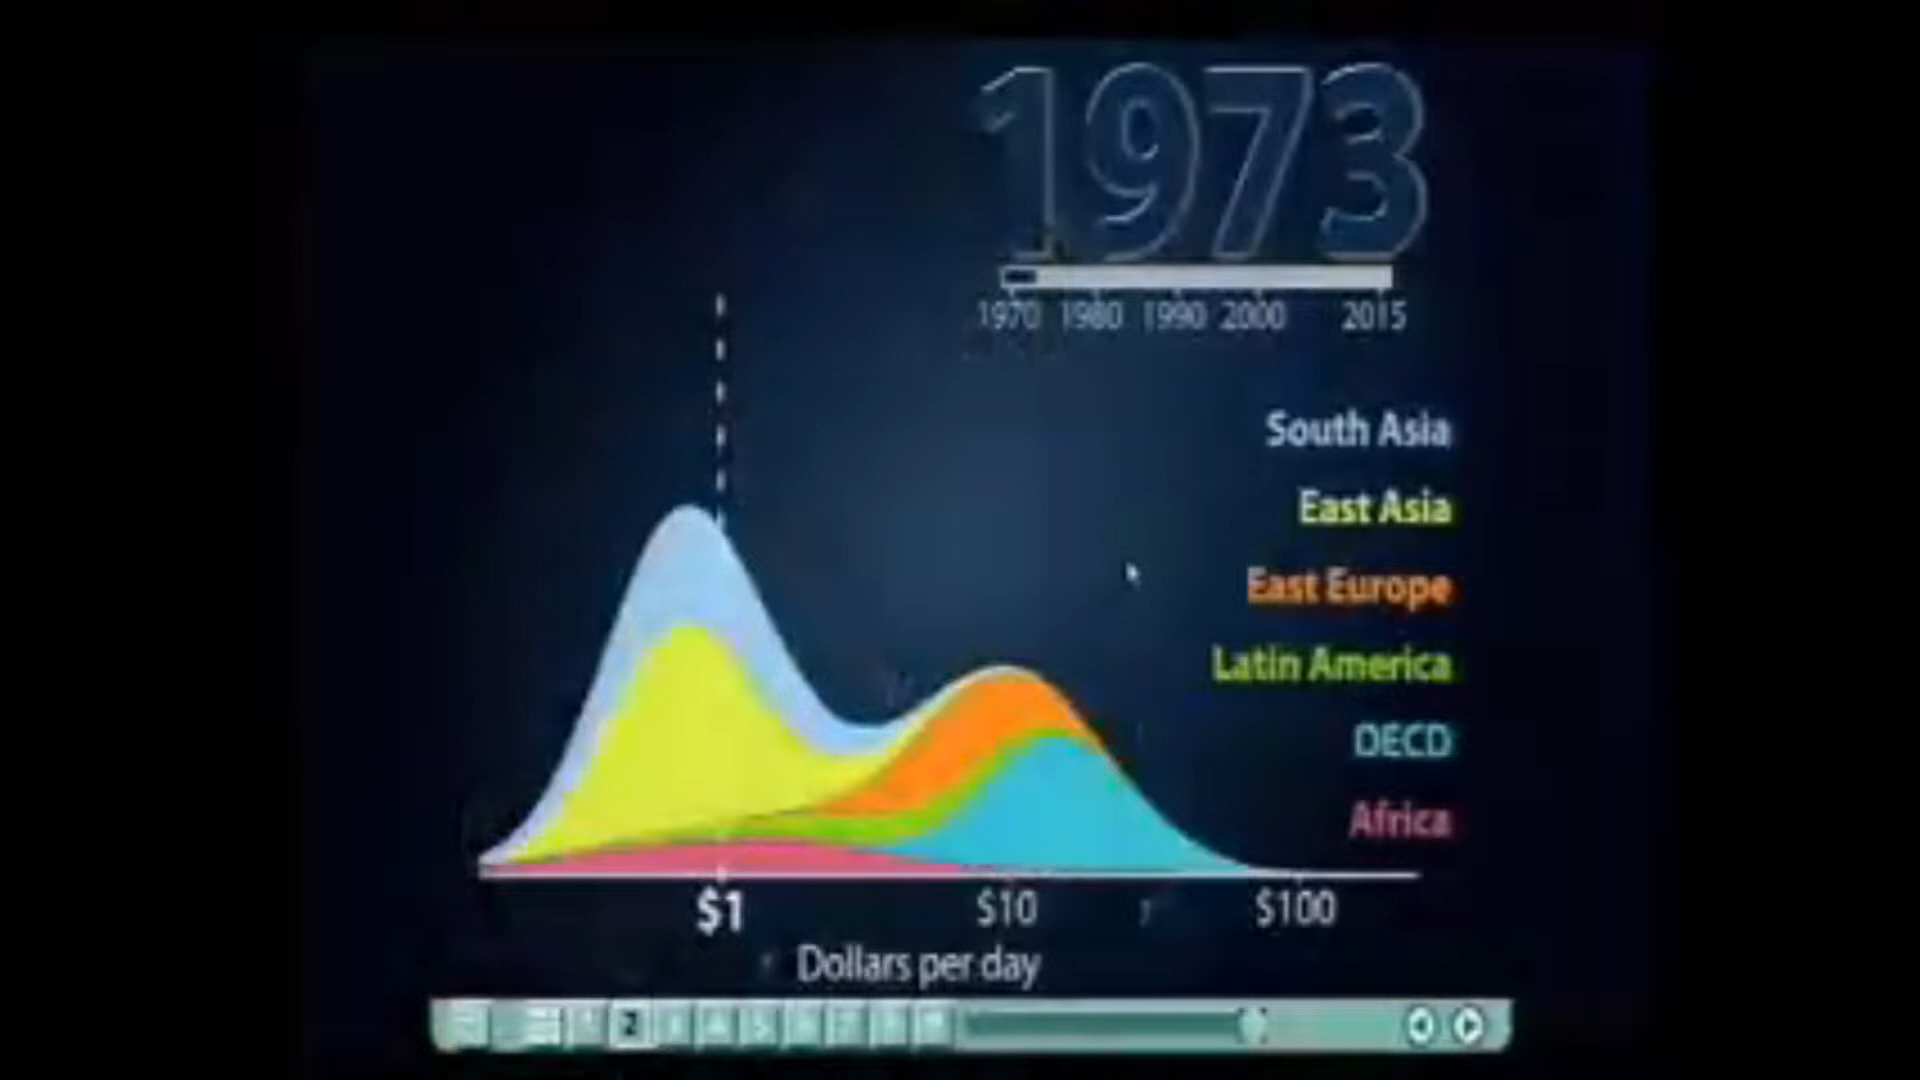 1973
1970 1980 1990 2000 2015
South Asia
East Asia
East Europe
Latin America
OECD
Africa
$1 $10 $100
Dollars per day
2